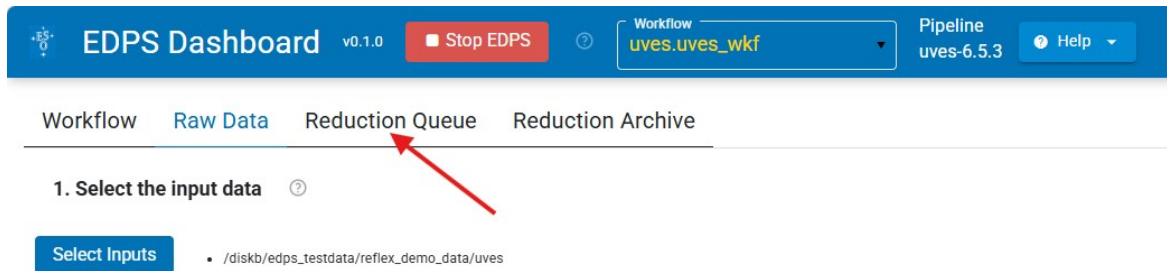 ES
O
EDPS Dashboard v0.1.0 Stop EDPS ? Workflow uves.uves_wkf Pipeline uves-6.5.3 ? Help
Workflow Raw Data Reduction Queue Reduction Archive
1. Select the input data ?
Select Inputs • /diskb/edps_testdata/reflex_demo_data/uves